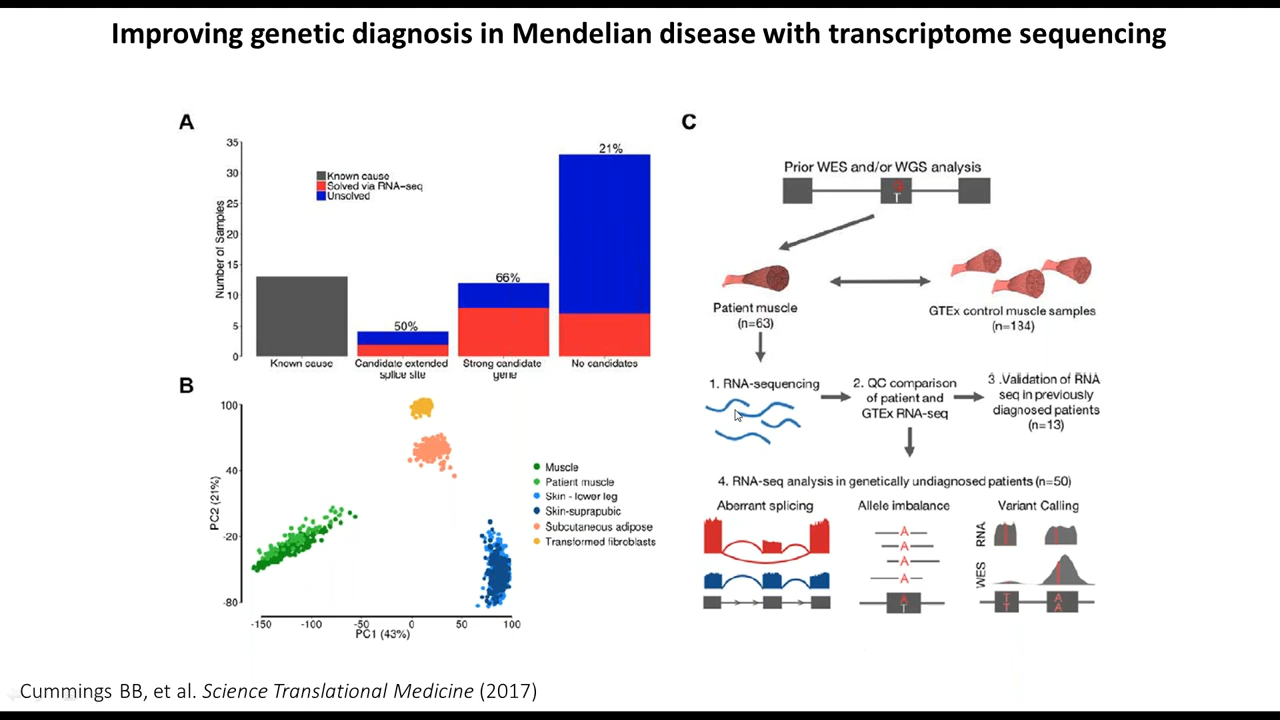 Improving genetic diagnosis in Mendelian disease with transcriptome sequencing
A
35
30
25
20
15
10
5
0
Number of Samples
Known cause
Solved via RNA-seq
Unsolved
50%
66%
21%
Known cause
Candidate extended
splice site
Strong candidate
gene
No candidates
B
100
40
-20
-80
PC2 (21%)
-150
-100
-50
0
50
100
PC1 (43%)
Muscle
Patient muscle
Skin - lower leg
Skin-suprapubic
Subcutaneous adipose
Transformed fibroblasts
C
Prior WES and/or WGS analysis
T
Patient muscle
(n=63)
GTEx control muscle samples
(n=184)
1. RNA-sequencing
2. QC comparison
of patient and
GTEx RNA-seq
3 .Validation of RNA
seq in previously
diagnosed patients
(n=13)
4. RNA-seq analysis in genetically undiagnosed patients (n=50)
Aberrant splicing
Allele imbalance
A
A
A
A
A
T
Variant Calling
RNA
WES
T
T
A
A
Cummings BB, et al. Science Translational Medicine (2017)